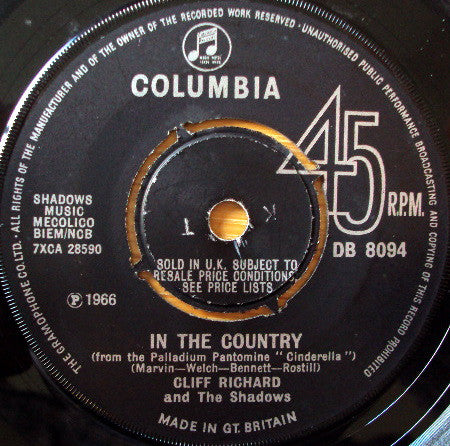 THE GRAMOPHONE CO. LTD. · ALL RIGHTS OF THE MANUFACTURER AND OF THE OWNER OF THE RECORDED WORK RESERVED · UNAUTHORISED PUBLIC PERFORMANCE BROADCASTING AND COPYING OF THIS RECORD PROHIBITED
COLUMBIA
45
R.P.M.
SHADOWS
MUSIC
MECOLICO
BIEM/NCB
7XCA 28590
DB 8094
K
T
SOLD IN U.K. SUBJECT TO
RESALE PRICE CONDITIONS,
SEE PRICE LISTS
Ⓟ 1966
IN THE COUNTRY
(from the Palladium Pantomine " Cinderella ")
(Marvin—Welch—Bennett—Rostill)
CLIFF RICHARD
and The Shadows
MADE IN GT. BRITAIN